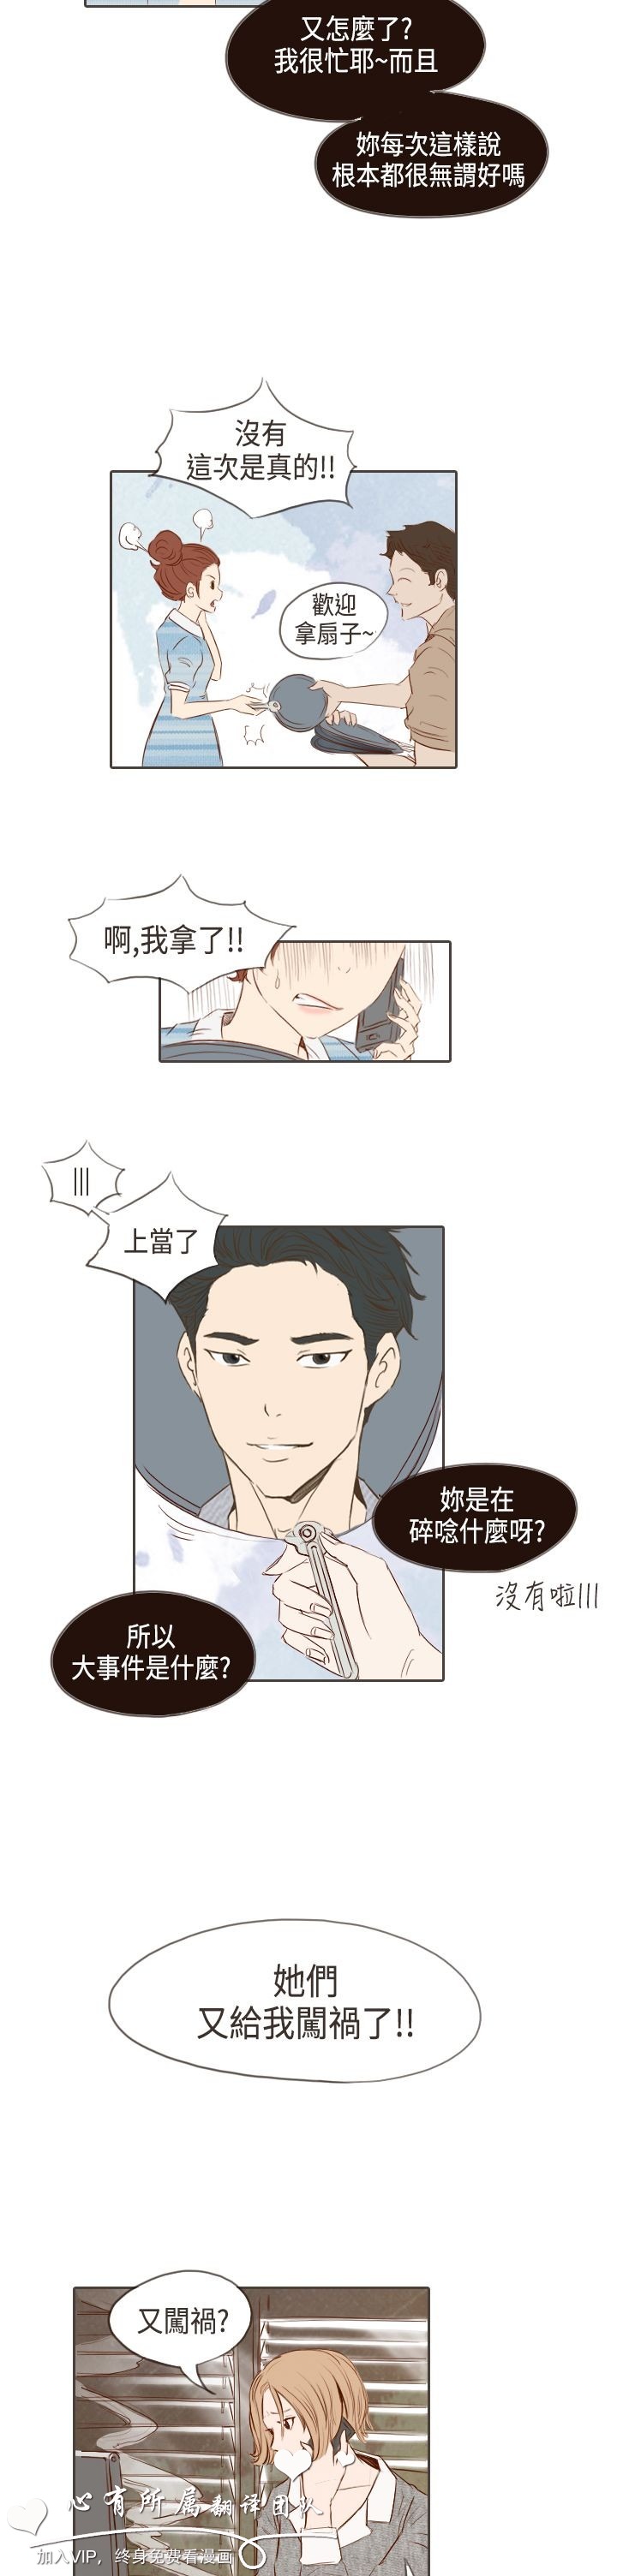 又怎麼了?
我很忙耶~而且
妳每次這樣說
根本都很無謂好嗎
沒有
這次是真的!!
歡迎
拿扇子~
啊,我拿了!!
|||
上當了
妳是在
碎唸什麼呀?
沒有啦|||
所以
大事件是什麼?
她們
又給我闖禍了!!
又闖禍?
心有所属翻译团队
加入VIP，终身免费看漫画